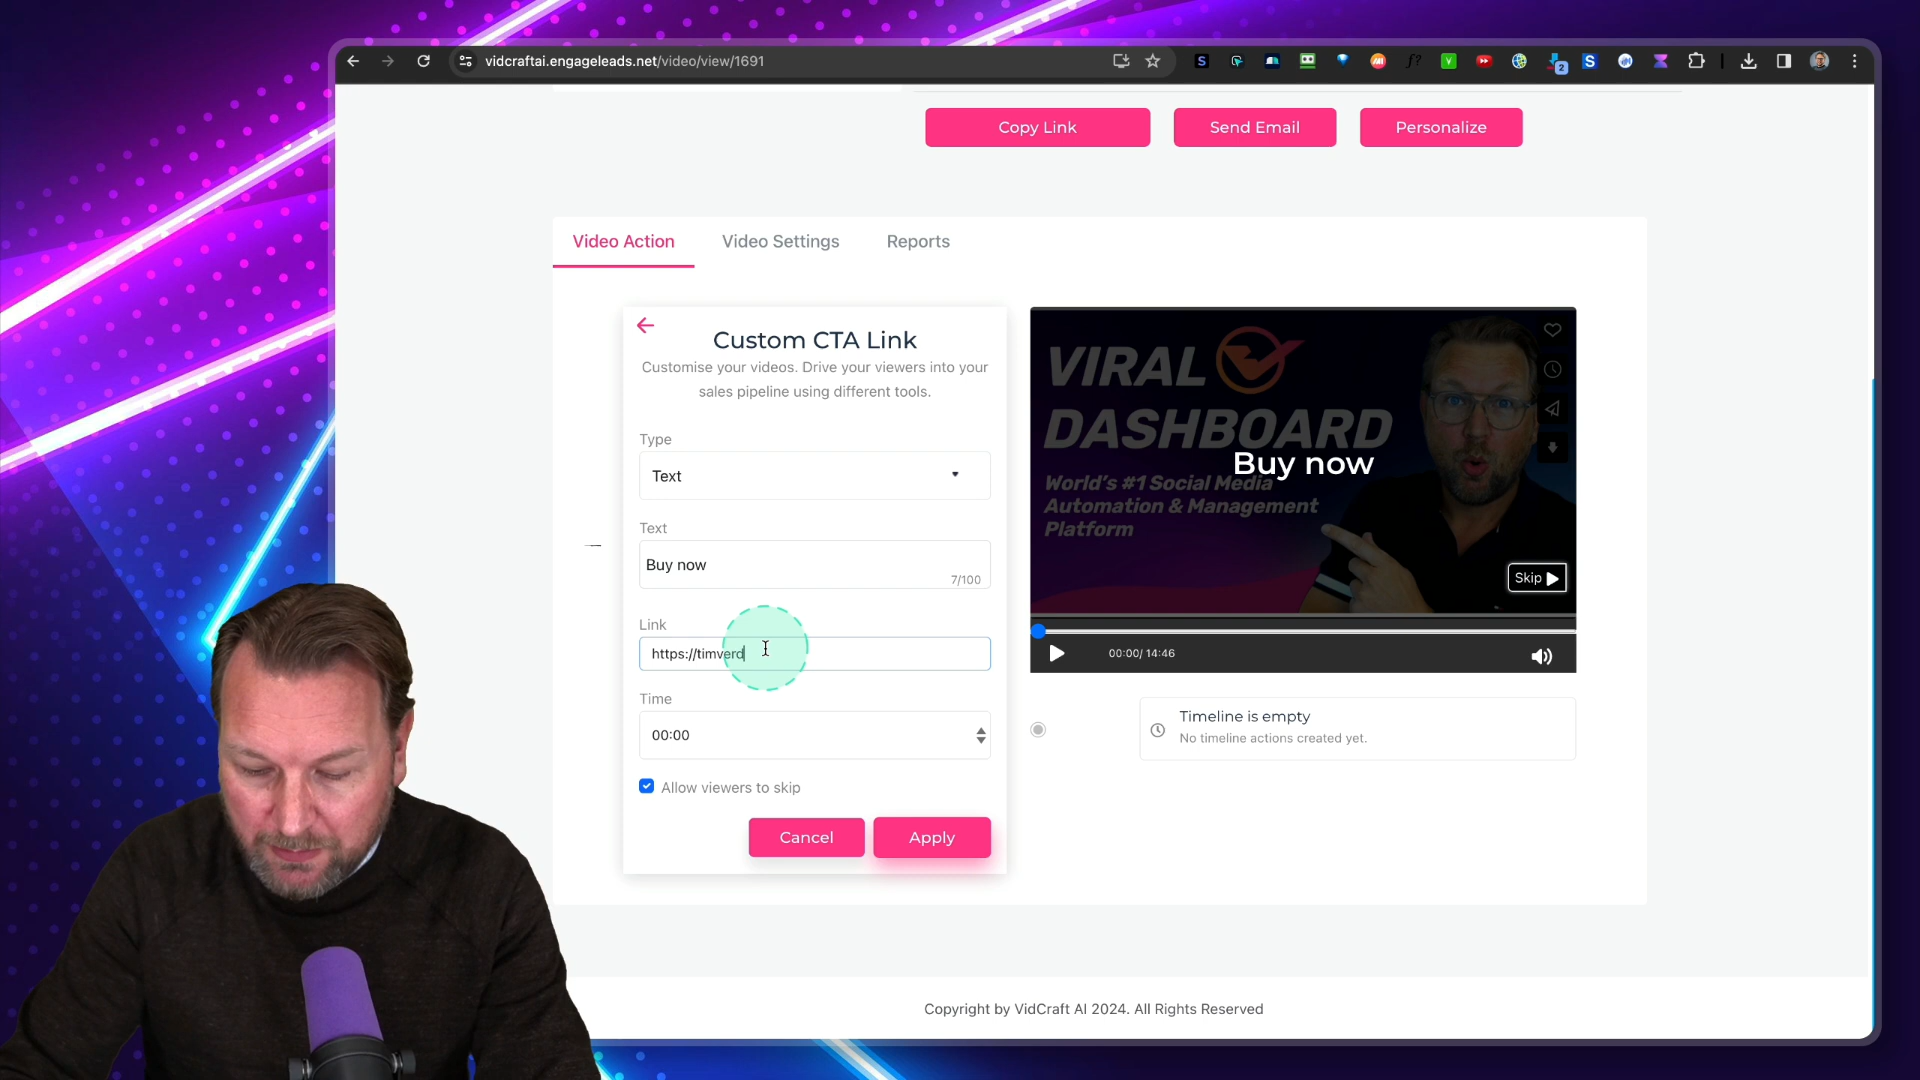 vidcraftai.engageleads.net/video/view/1691
2
Copy Link
Send Email
Personalize
Video Action
Video Settings
Reports
Custom CTA Link
Customise your videos. Drive your viewers into your
sales pipeline using different tools.
Type
Text
Text
Buy now
7/100
Link
https://timverd
Time
00:00
Allow viewers to skip
Cancel
Apply
VIRAL
DASHBOARD
Buy now
World's #1 Social Media
Automation & Management
Platform
Skip
00:00/ 14:46
Timeline is empty
No timeline actions created yet.
Copyright by VidCraft AI 2024. All Rights Reserved